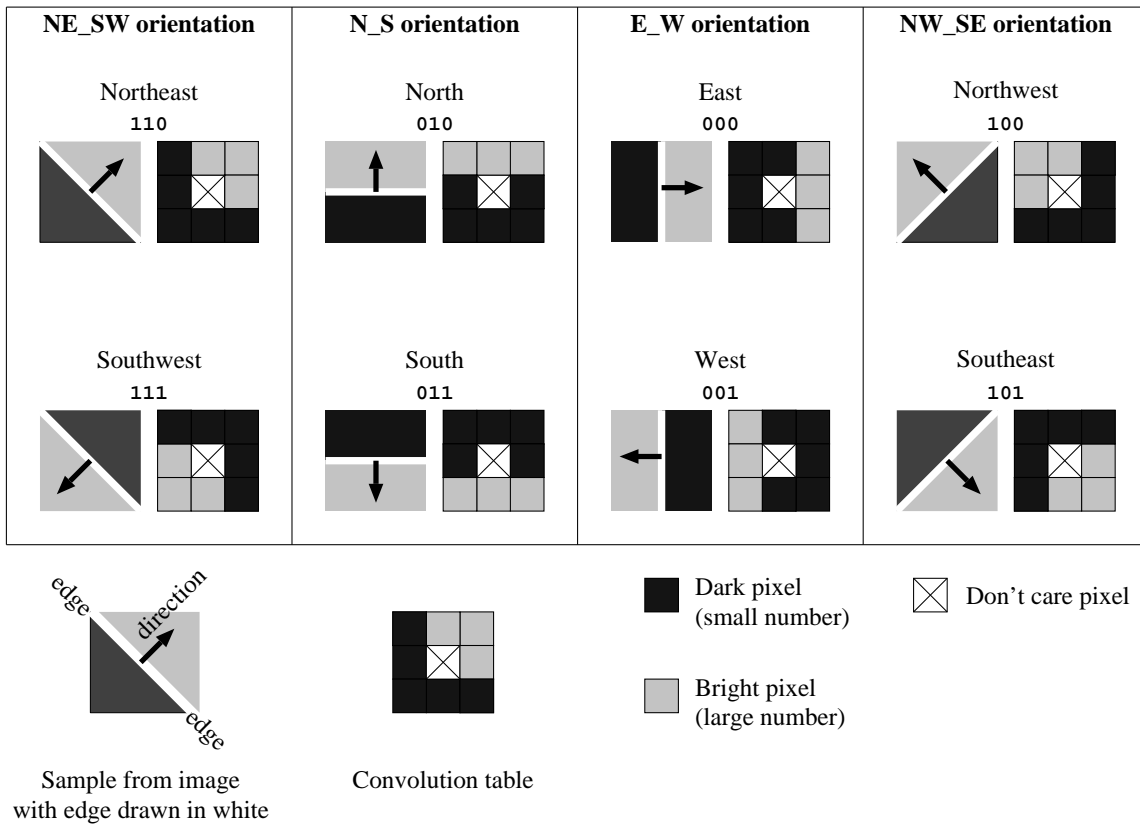 NE_SW orientation
N_S orientation
E_W orientation
NW_SE orientation
Northeast
110
North
010
East
000
Northwest
100
Southwest
111
South
011
West
001
Southeast
101
edge
direction
edge
Sample from image
with edge drawn in white
Convolution table
Dark pixel
(small number)
Bright pixel
(large number)
Don't care pixel